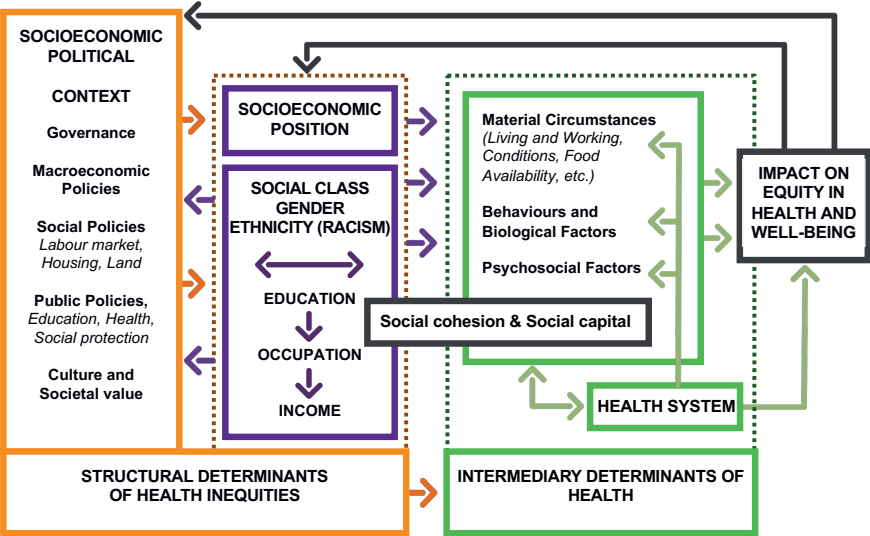 SOCIOECONOMIC
POLITICAL
CONTEXT
Governance
Macroeconomic
Policies
Social Policies
Labour market,
Housing, Land
Public Policies,
Education, Health,
Social protection
Culture and
Societal value
SOCIOECONOMIC
POSITION
SOCIAL CLASS
GENDER
ETHNICITY (RACISM)
EDUCATION
OCCUPATION
INCOME
Material Circumstances
(Living and Working,
Conditions, Food
Availability, etc.)
Behaviours and
Biological Factors
Psychosocial Factors
Social cohesion & Social capital
HEALTH SYSTEM
IMPACT ON
EQUITY IN
HEALTH AND
WELL-BEING
STRUCTURAL DETERMINANTS
OF HEALTH INEQUITIES
INTERMEDIARY DETERMINANTS OF
HEALTH